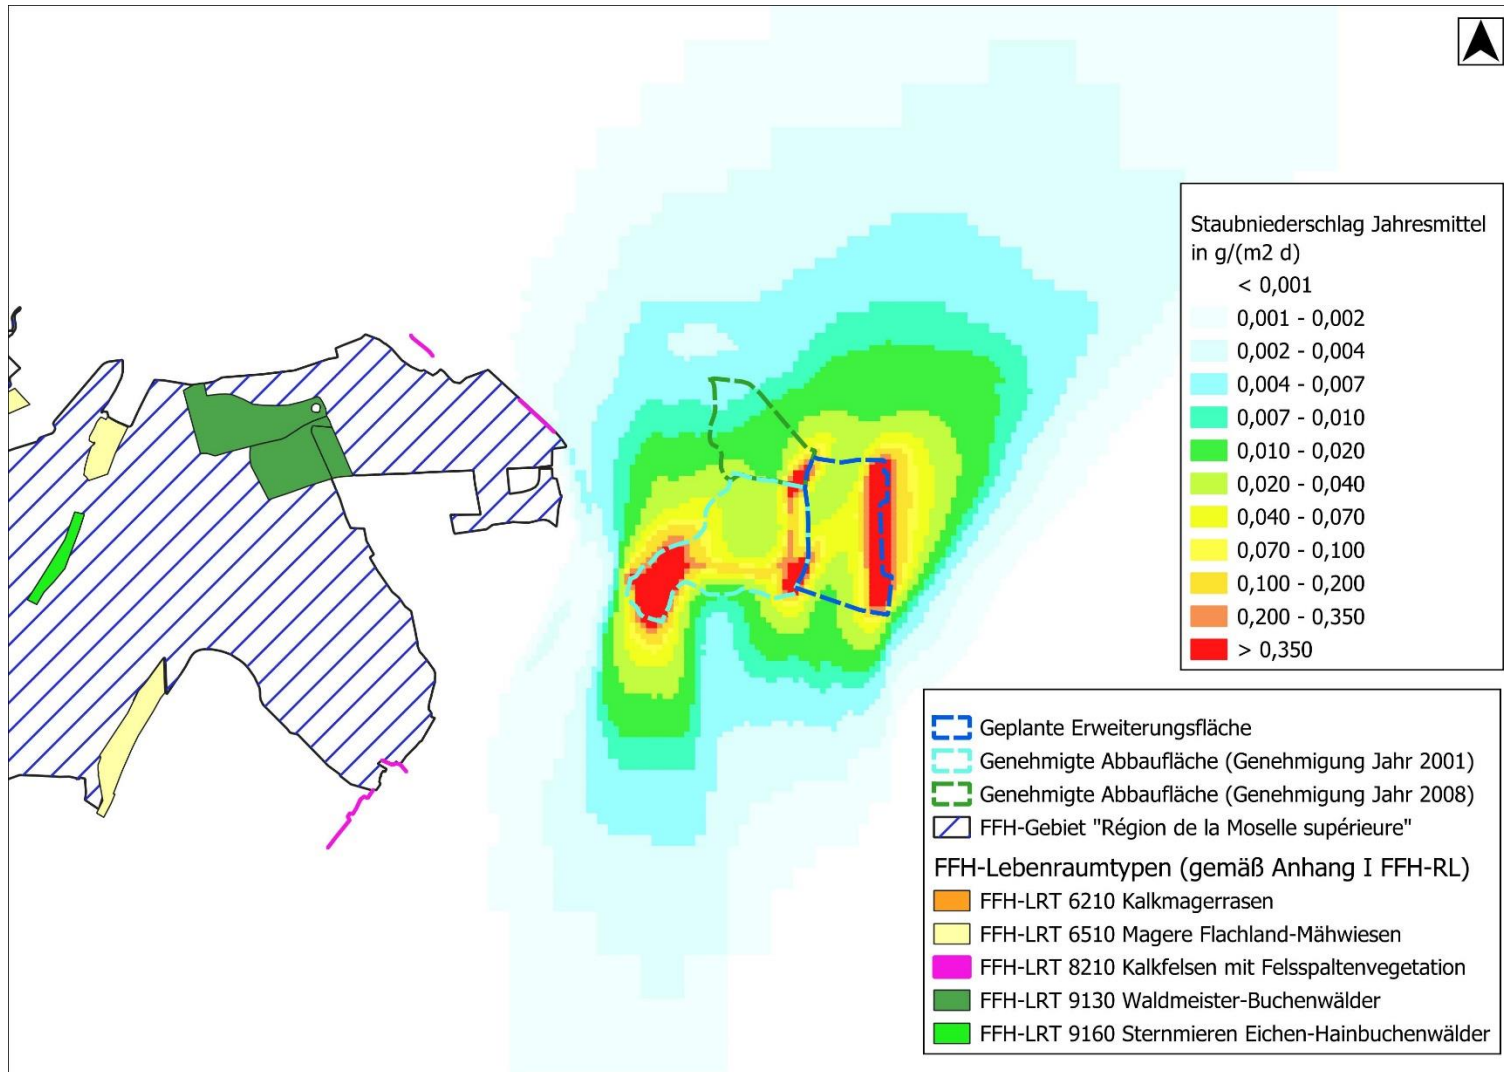 Staubniederschlag Jahresmittel
in g/(m2 d)
< 0,001
0,001 - 0,002
0,002 - 0,004
0,004 - 0,007
0,007 - 0,010
0,010 - 0,020
0,020 - 0,040
0,040 - 0,070
0,070 - 0,100
0,100 - 0,200
0,200 - 0,350
> 0,350
Geplante Erweiterungsfläche
Genehmigte Abbaufläche (Genehmigung Jahr 2001)
Genehmigte Abbaufläche (Genehmigung Jahr 2008)
FFH-Gebiet "Région de la Moselle supérieure"
FFH-Lebenraumtypen (gemäß Anhang I FFH-RL)
FFH-LRT 6210 Kalkmagerrasen
FFH-LRT 6510 Magere Flachland-Mähwiesen
FFH-LRT 8210 Kalkfelsen mit Felsspaltenvegetation
FFH-LRT 9130 Waldmeister-Buchenwälder
FFH-LRT 9160 Sternmieren Eichen-Hainbuchenwälder